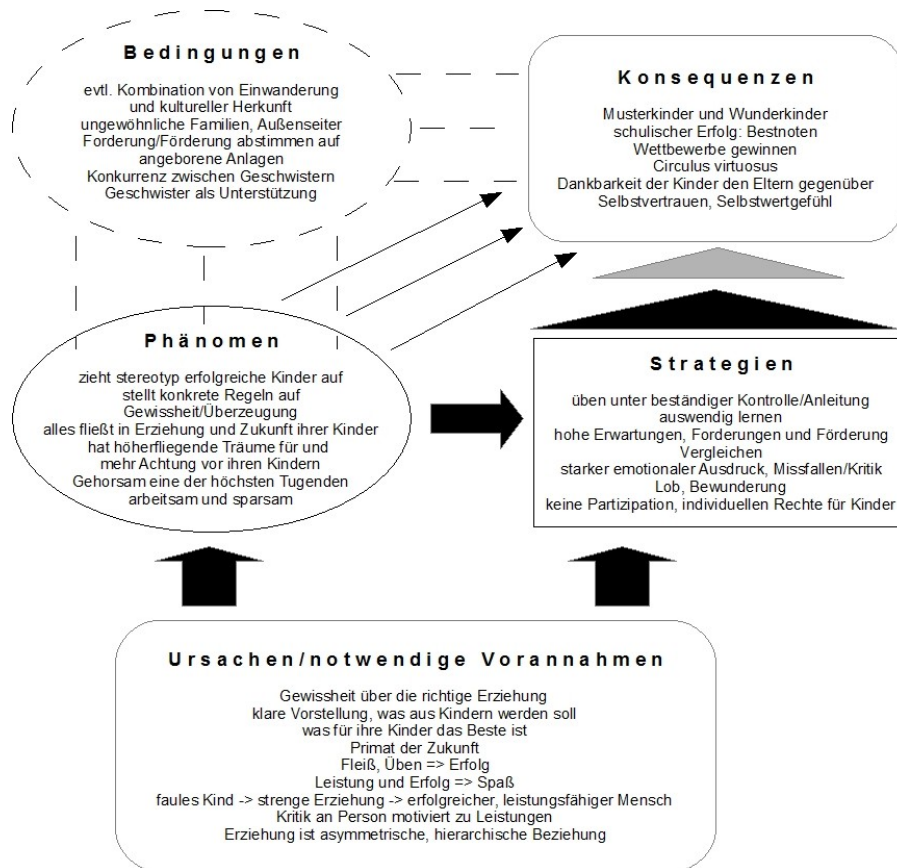 Bedingungen
evtl. Kombination von Einwanderung
und kultureller Herkunft
ungewöhnliche Familien, Außenseiter
Forderung/Förderung abstimmen auf
angeborene Anlagen
Konkurrenz zwischen Geschwistern
Geschwister als Unterstützung
Konsequenzen
Musterkinder und Wunderkinder
schulischer Erfolg: Bestnoten
Wettbewerbe gewinnen
Circulus virtuosus
Dankbarkeit der Kinder den Eltern gegenüber
Selbstvertrauen, Selbstwertgefühl
Phänomen
zieht stereotyp erfolgreiche Kinder auf
stellt konkrete Regeln auf
Gewissheit/Überzeugung
alles fließt in Erziehung und Zukunft ihrer Kinder
hat höherfliegende Träume für und
mehr Achtung vor ihren Kindern
Gehorsam eine der höchsten Tugenden
arbeitsam und sparsam
Strategien
üben unter beständiger Kontrolle/Anleitung
auswendig lernen
hohe Erwartungen, Forderungen und Förderung
Vergleichen
starker emotionaler Ausdruck, Missfallen/Kritik
Lob, Bewunderung
keine Partizipation, individuellen Rechte für Kinder
Ursachen/notwendige Vorannahmen
Gewissheit über die richtige Erziehung
klare Vorstellung, was aus Kindern werden soll
was für ihre Kinder das Beste ist
Primat der Zukunft
Fleiß, Üben => Erfolg
Leistung und Erfolg => Spaß
faules Kind -> strenge Erziehung -> erfolgreicher, leistungsfähiger Mensch
Kritik an Person motiviert zu Leistungen
Erziehung ist asymmetrische, hierarchische Beziehung